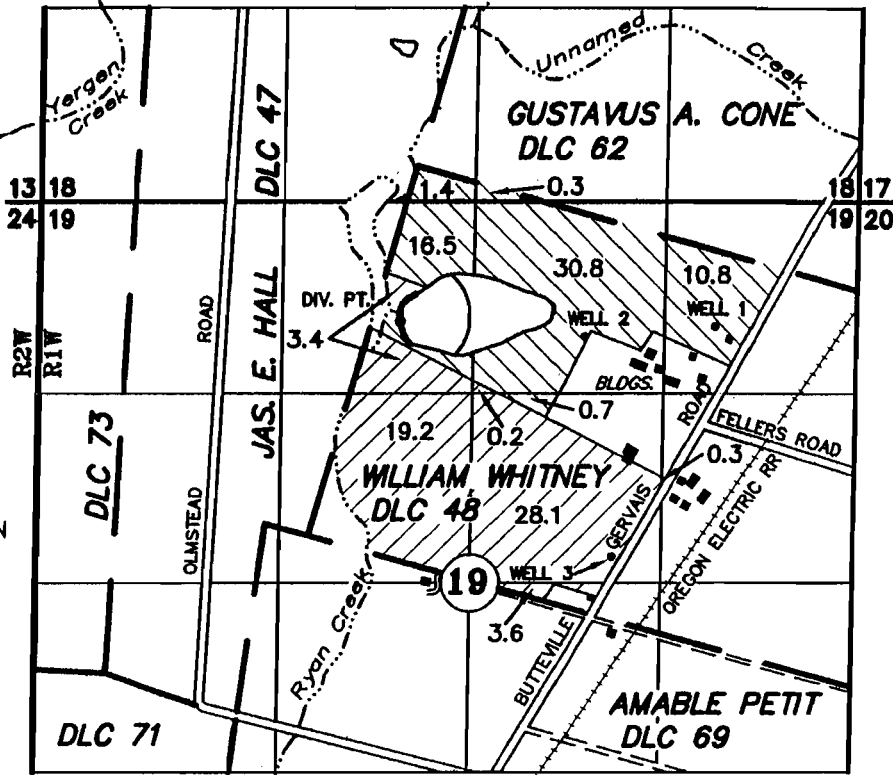 Yergen
Creek
Unnamed
Creek
GUSTAVUS A. CONE
DLC 62
DLC 47
13 18
24 19
18 17
19 20
1.4
0.3
16.5
30.8
10.8
DIV. PT.
3.4
WELL 2
WELL 1
R2W
R1W
ROAD
JAS. E. HALL
BLDGS.
ROAD
0.7
0.2
FELLERS ROAD
19.2
0.3
DLC 73
WILLIAM WHITNEY
DLC 48
28.1
GERVAIS
OREGON ELECTRIC RR
OLMSTEAD
19
WELL 3
3.6
Ryan Creek
BUTTEVILLE
AMABLE PETIT
DLC 69
DLC 71